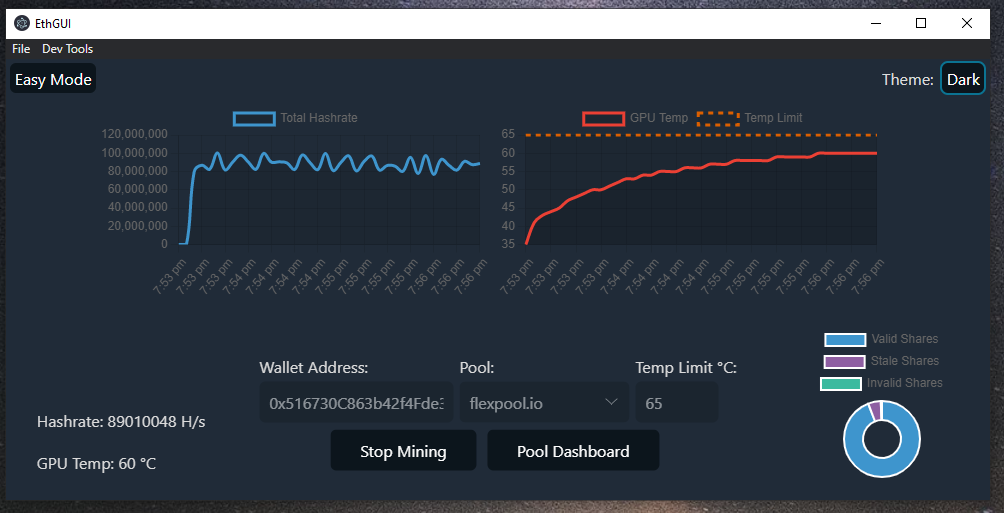 EthGUI
File Dev Tools
Easy Mode
Theme: Dark
Total Hashrate
120,000,000
100,000,000
80,000,000
60,000,000
40,000,000
20,000,000
0
7:53 pm 7:53 pm 7:53 pm 7:54 pm 7:54 pm 7:54 pm 7:54 pm 7:55 pm 7:55 pm 7:55 pm 7:55 pm 7:56 pm 7:56 pm 7:56 pm
GPU Temp Temp Limit
65
60
55
50
45
40
35
7:53 pm 7:53 pm 7:53 pm 7:54 pm 7:54 pm 7:54 pm 7:54 pm 7:54 pm 7:55 pm 7:55 pm 7:55 pm 7:55 pm 7:56 pm 7:56 pm 7:56 pm
Valid Shares
Stale Shares
Invalid Shares
Wallet Address: Pool: Temp Limit °C:
0x516730C863b42f4Fde3 flexpool.io 65
Hashrate: 89010048 H/s
Stop Mining Pool Dashboard
GPU Temp: 60 °C